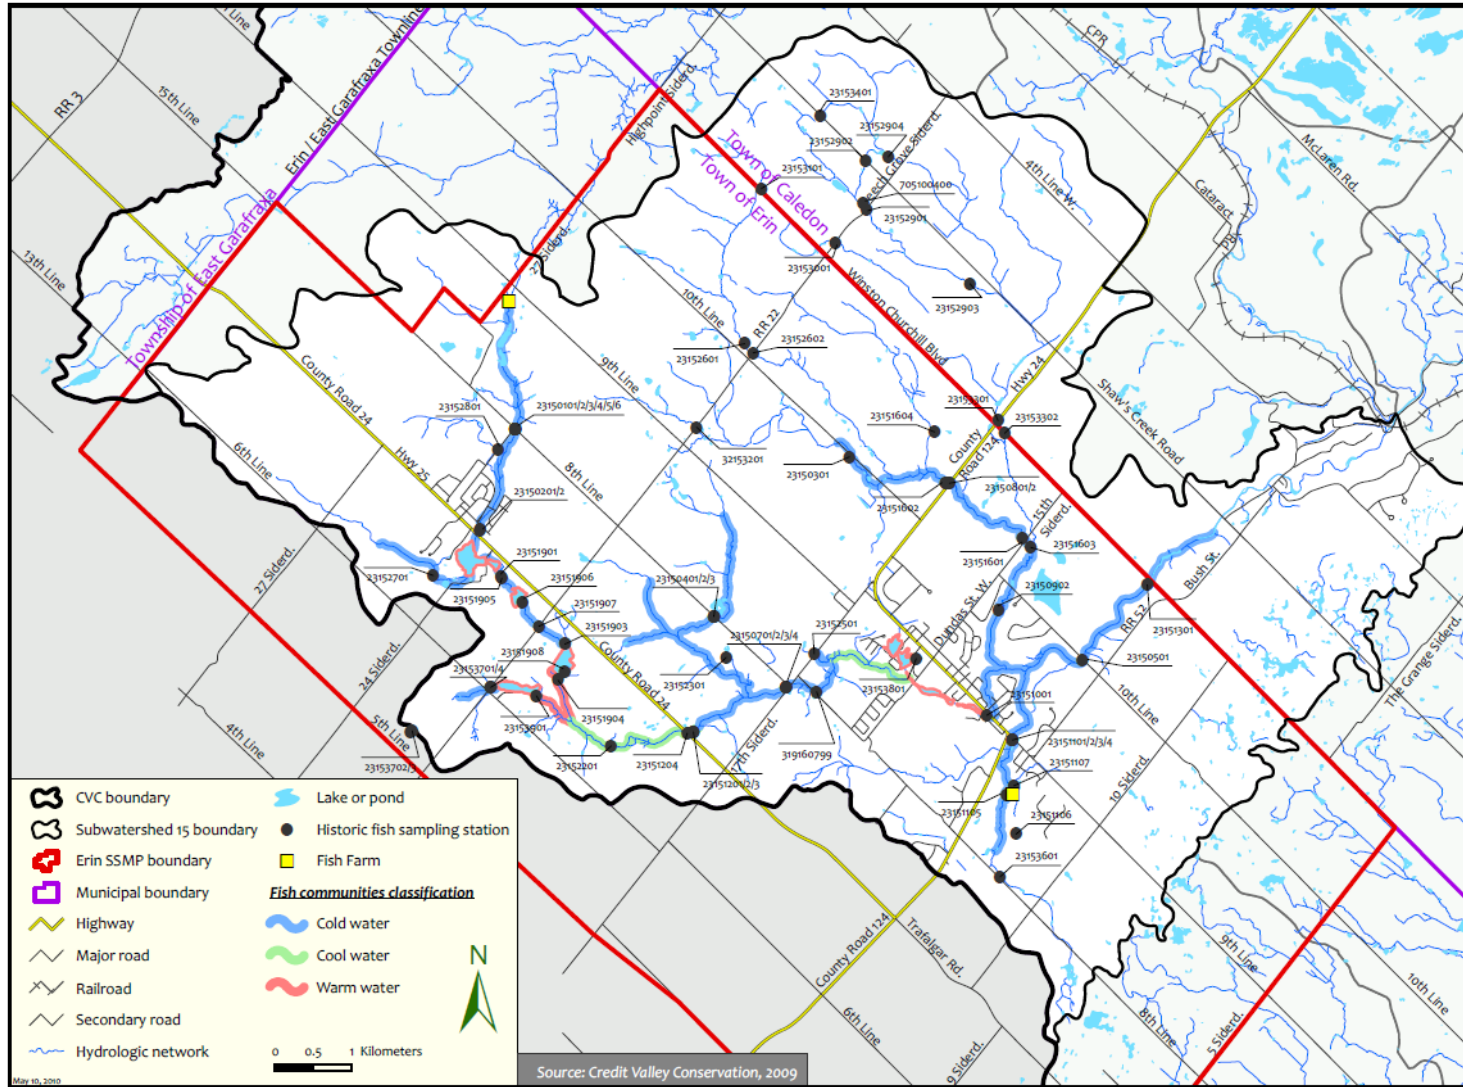 RR 3
15th Line
Erin / East Garafraxa Townline
Township of East Garafraxa
13th Line
Highpoint Siderd.
27 Siderd.
CPR
McLaren Rd.
Cataract
4th Line W.
23153401
23152904
23152902
Town of Caledon
Town of Erin
23153101
705100400
23152901
23153001
23152903
Winston Churchill Blvd
10th Line
RR 22
23152601
23152602
9th Line
County Road 24
Hwy 24
23153301
23153302
Shaw's Creek Road
23152801
23150101/2/3/4/5/6
23151604
County Road 124
32153201
23150301
6th Line
Hwy 25
8th Line
23150201/2
23151602
23150801/2
15th Siderd.
23151601
23151603
27 Siderd.
23152701
23151901
23151905
23151906
23150401/2/3
23151907
23151903
23150902
Bush St.
RR 52
23151301
Dundas St. W.
23152501
23150701/2/3/4
23151908
23153701/4
24 Siderd.
County Road 24
23152301
23153801
23150501
The Grange Siderd.
10th Line
23151001
23151904
23153901
4th Line
5th Line
23153702/3
23152201
23151204
17th Siderd.
319160799
23151101/2/3/4
23151107
23151201/2/3
23151105
10 Siderd.
23151106
23153601
CVC boundary
Subwatershed 15 boundary
Erin SSMP boundary
Municipal boundary
Highway
Major road
Railroad
Secondary road
Hydrologic network
Lake or pond
Historic fish sampling station
Fish Farm
Fish communities classification
Cold water
Cool water
Warm water
N
0 0.5 1 Kilometers
County Road 124
Trafalgar Rd.
6th Line
9 Siderd.
9th Line
10th Line
8th Line
5 Siderd.
Source: Credit Valley Conservation, 2009
May 10, 2010